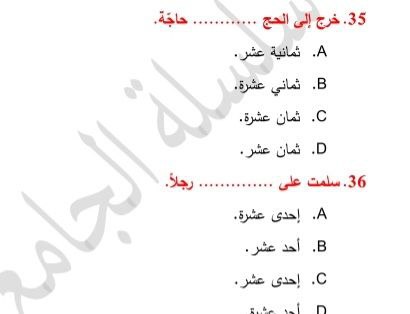 35. خرج إلى الحج ............ حاجّة.
A. ثمانية عشر.
B. ثماني عشرة.
C. ثمان عشرة.
D. ثمان عشر.
36. سلمت على .............. رجلاً.
A. إحدى عشرة.
B. أحد عشر.
C. إحدى عشر.
D. أحد عشرة.
سلسلة الجامع